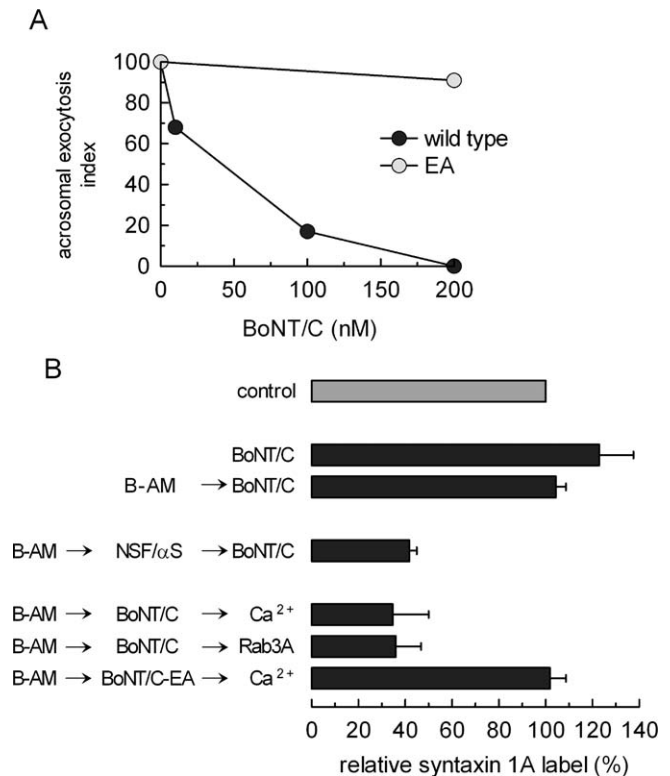 A
acrosomal exocytosis
index
100
80
60
40
20
0
wild type
EA
0 50 100 150 200
BoNT/C (nM)
B
control
BoNT/C
B-AM → BoNT/C
B-AM → NSF/αS → BoNT/C
B-AM → BoNT/C → Ca²⁺
B-AM → BoNT/C → Rab3A
B-AM → BoNT/C-EA → Ca²⁺
0 20 40 60 80 100 120 140
relative syntaxin 1A label (%)